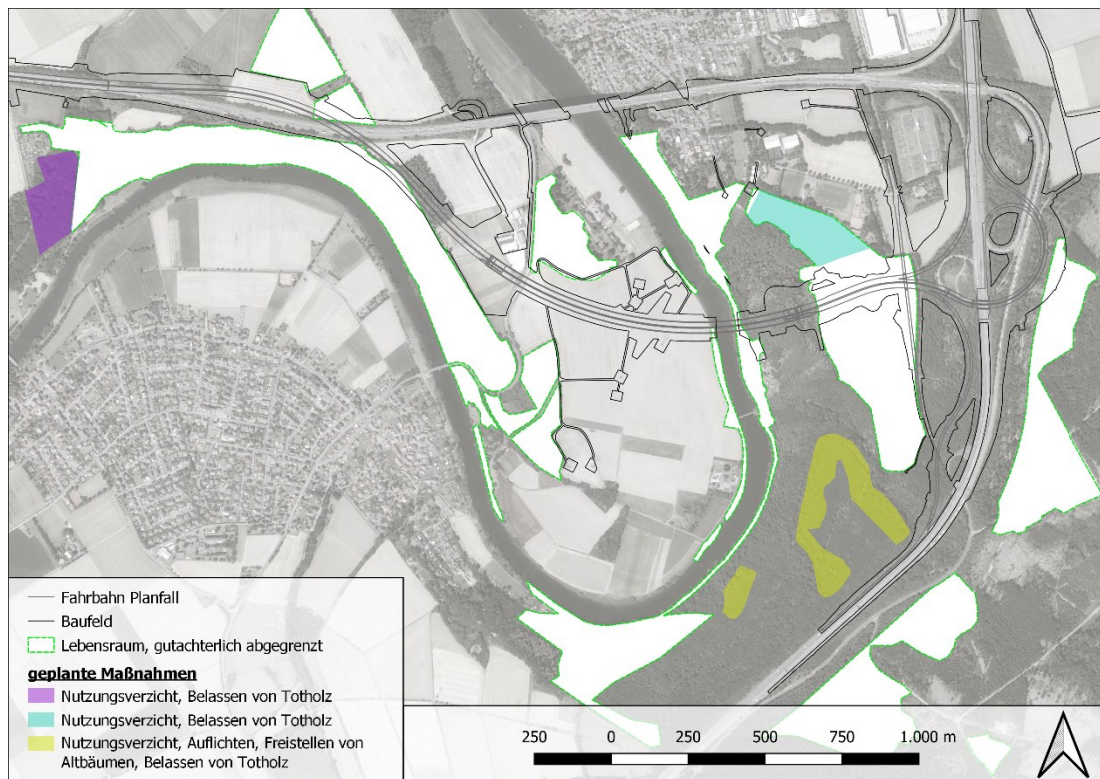 Fahrbahn Planfall
Baufeld
Lebensraum, gutachterlich abgegrenzt
geplante Maßnahmen
Nutzungsverzicht, Belassen von Totholz
Nutzungsverzicht, Belassen von Totholz
Nutzungsverzicht, Auflichten, Freistellen von
Altbäumen, Belassen von Totholz
250 0 250 500 750 1.000 m